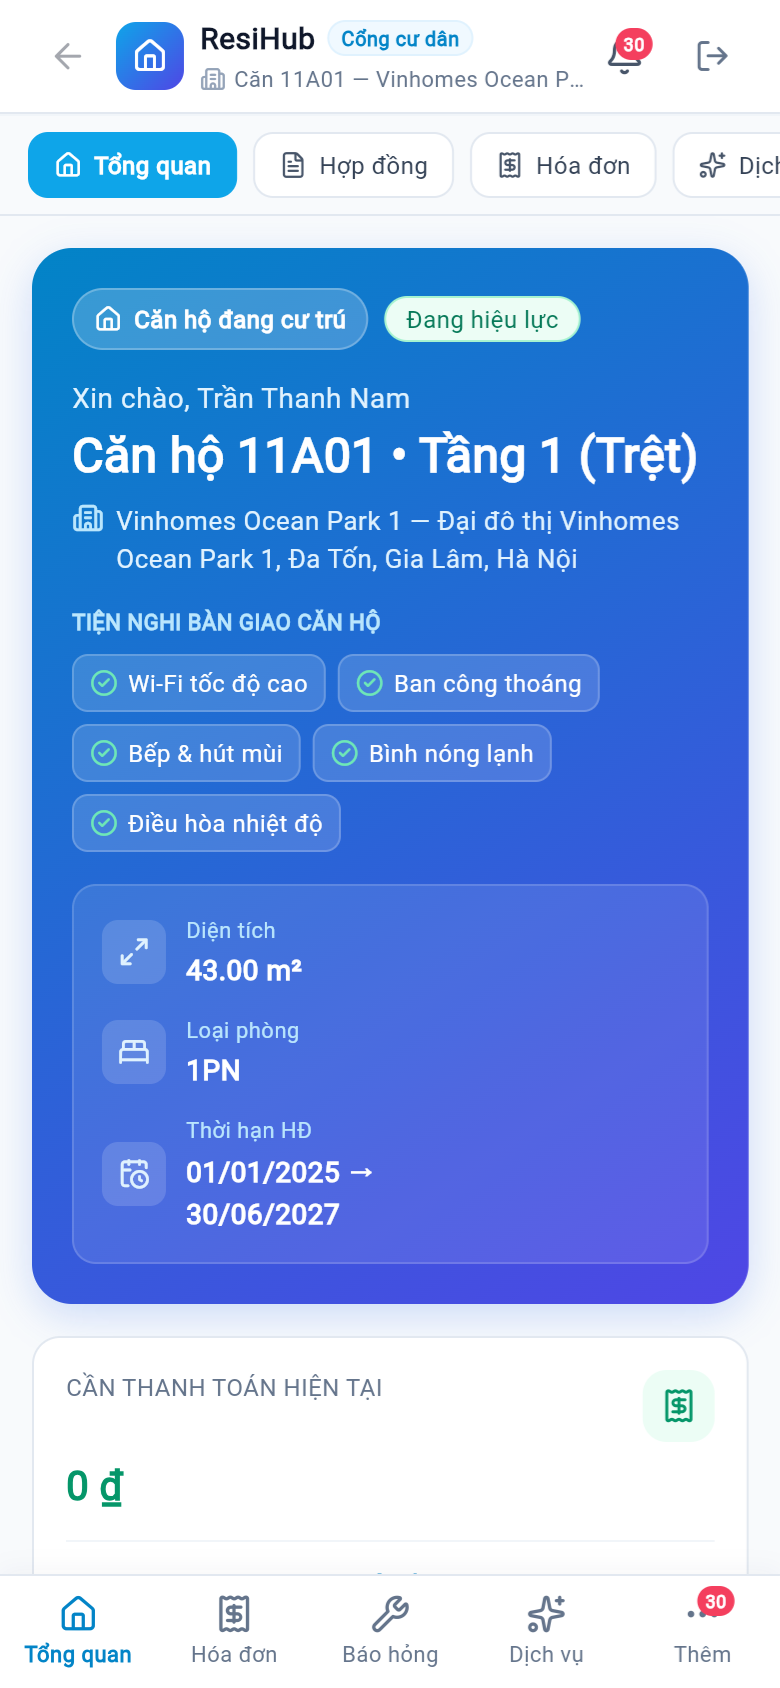 ResiHub Cổng cư dân
30
Căn 11A01 — Vinhomes Ocean P...
Tổng quan
Hợp đồng
Hóa đơn
Dịch
Căn hộ đang cư trú
Đang hiệu lực
Xin chào, Trần Thanh Nam
Căn hộ 11A01 • Tầng 1 (Trệt)
Vinhomes Ocean Park 1 — Đại đô thị Vinhomes
Ocean Park 1, Đa Tốn, Gia Lâm, Hà Nội
TIỆN NGHI BÀN GIAO CĂN HỘ
Wi-Fi tốc độ cao
Ban công thoáng
Bếp & hút mùi
Bình nóng lạnh
Điều hòa nhiệt độ
Diện tích
43.00 m²
Loại phòng
1PN
Thời hạn HĐ
01/01/2025 →
30/06/2027
CẦN THANH TOÁN HIỆN TẠI
0 ₫
30
Tổng quan
Hóa đơn
Báo hỏng
Dịch vụ
Thêm